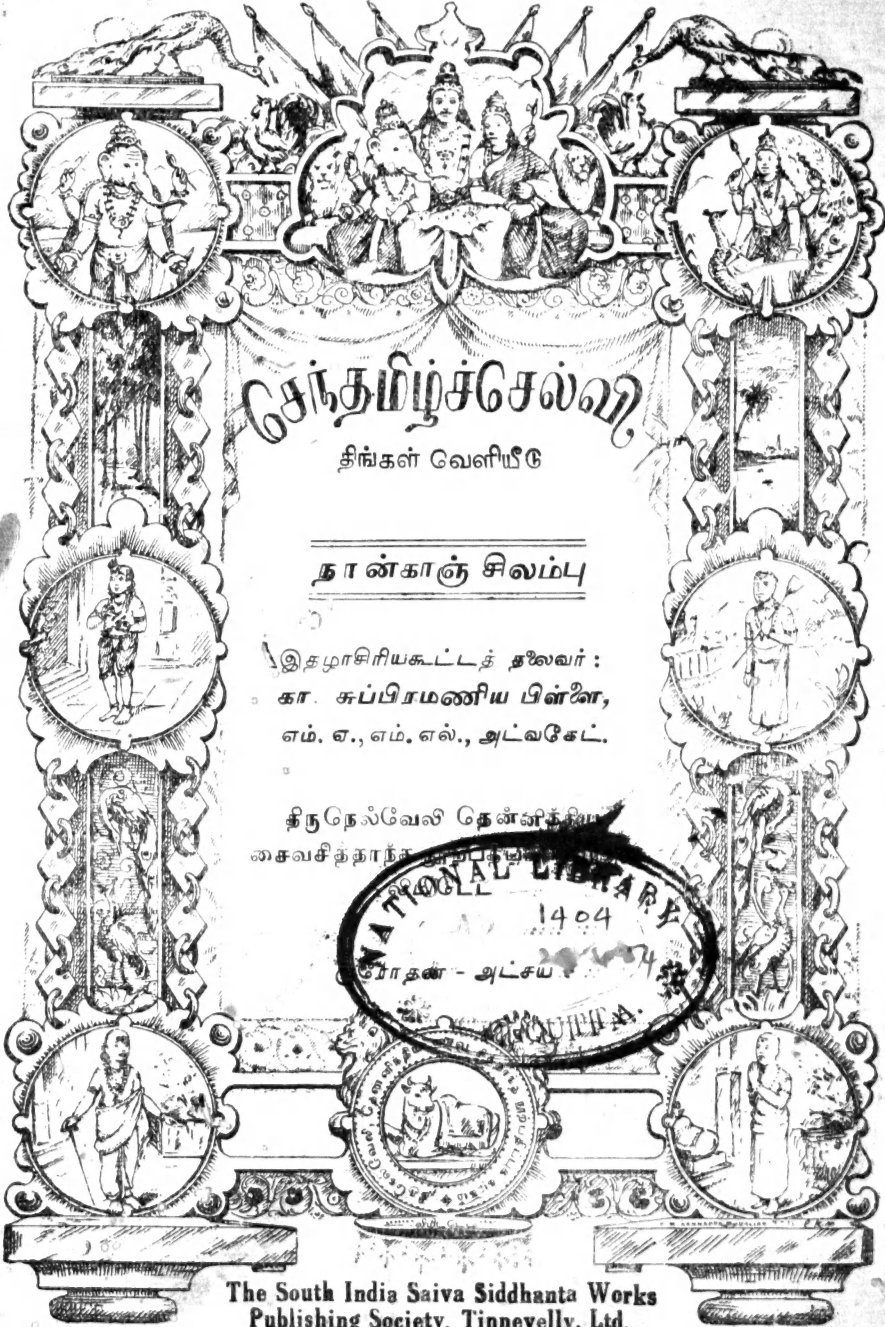 செந்தமிழ்ச்செல்வி
திங்கள் வெளியீடு
நான்காஞ் சிலம்பு
இதழாசிரியகூட்டத் தலைவர் :
கா. சுப்பிரமணிய பிள்ளை,
எம். ஏ., எம். எல்., அட்வகேட்.
திருநெல்வேலி தென்னிந்திய
சைவசித்தாந்த
NATIONAL LIBRARY
1404
- அட்சய
CALCUTTA.
The South India Saiva Siddhanta Works
Publishing Society, Tinnevelly, Ltd.